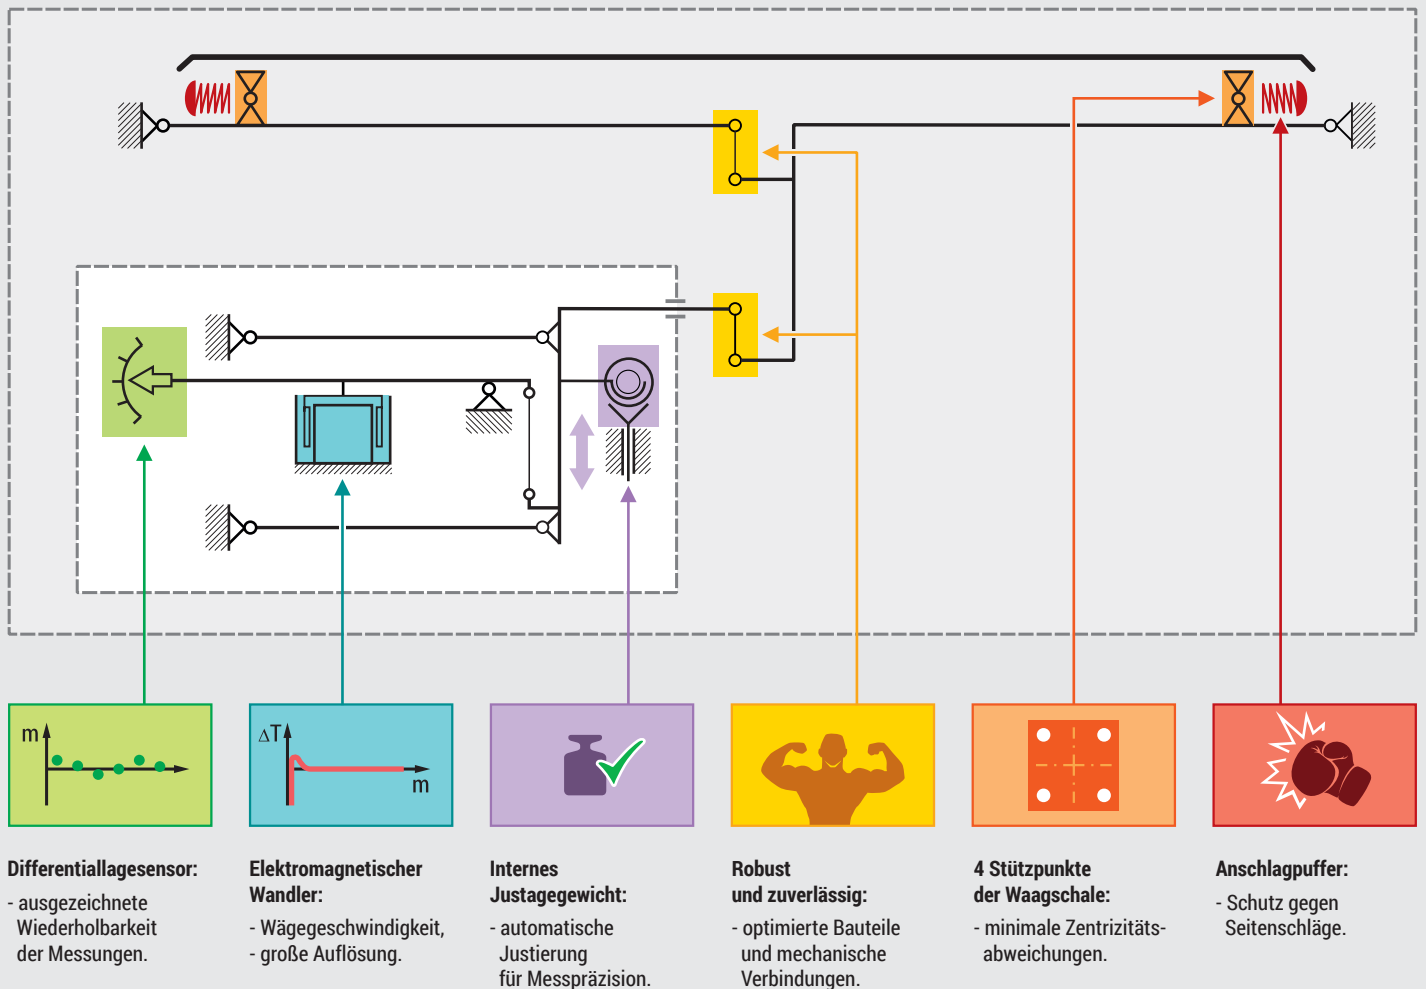 m
ΔT
m
Differentiallagesensor:
- ausgezeichnete
Wiederholbarkeit
der Messungen.
Elektromagnetischer
Wandler:
- Wägegeschwindigkeit,
- große Auflösung.
Internes
Justagegewicht:
- automatische
Justierung
für Messpräzision.
Robust
und zuverlässig:
- optimierte Bauteile
und mechanische
Verbindungen.
4 Stützpunkte
der Waagschale:
- minimale Zentrizitäts-
abweichungen.
Anschlagpuffer:
- Schutz gegen
Seitenschläge.